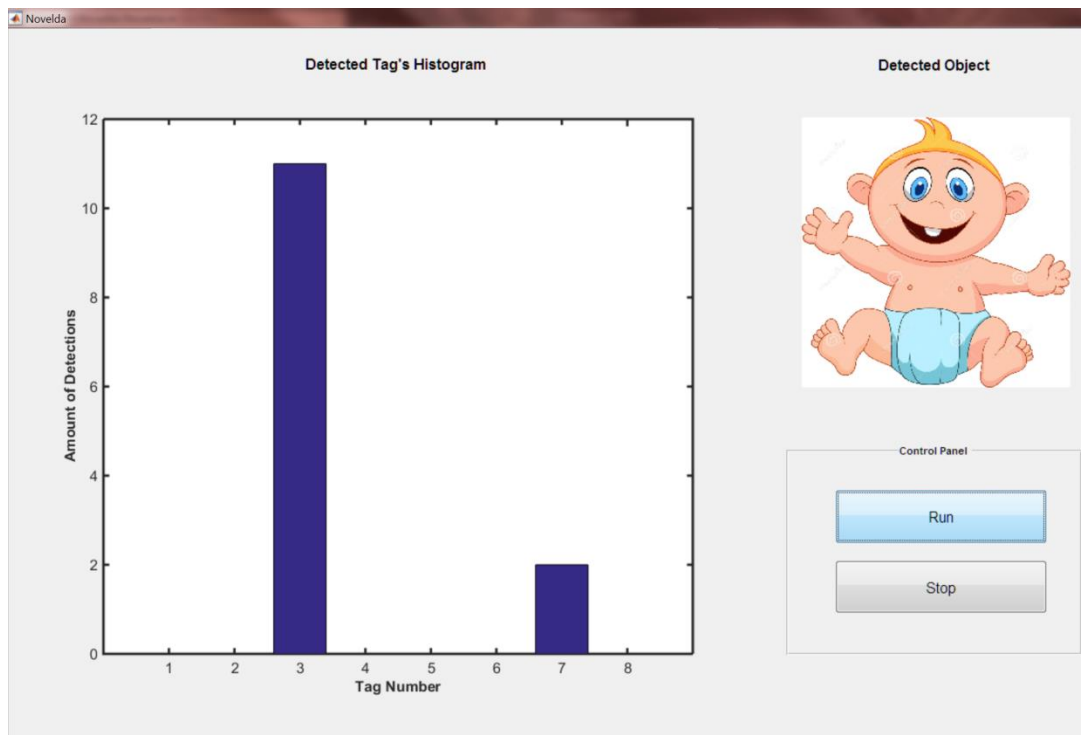 Novelda
Detected Tag's Histogram
Detected Object
12
10
8
6
4
2
0
Amount of Detections
1 2 3 4 5 6 7 8
Tag Number
Control Panel
Run
Stop